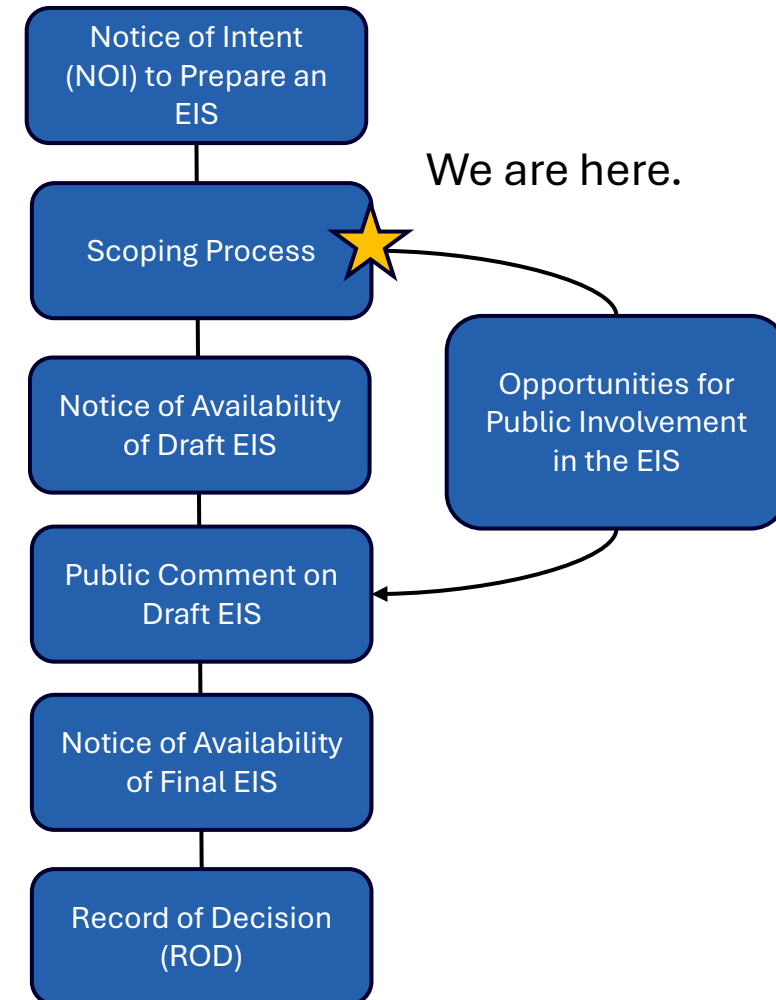 Notice of Intent
(NOI) to Prepare an
EIS
We are here.
Scoping Process
Opportunities for
Public Involvement
in the EIS
Notice of Availability
of Draft EIS
Public Comment on
Draft EIS
Notice of Availability
of Final EIS
Record of Decision
(ROD)